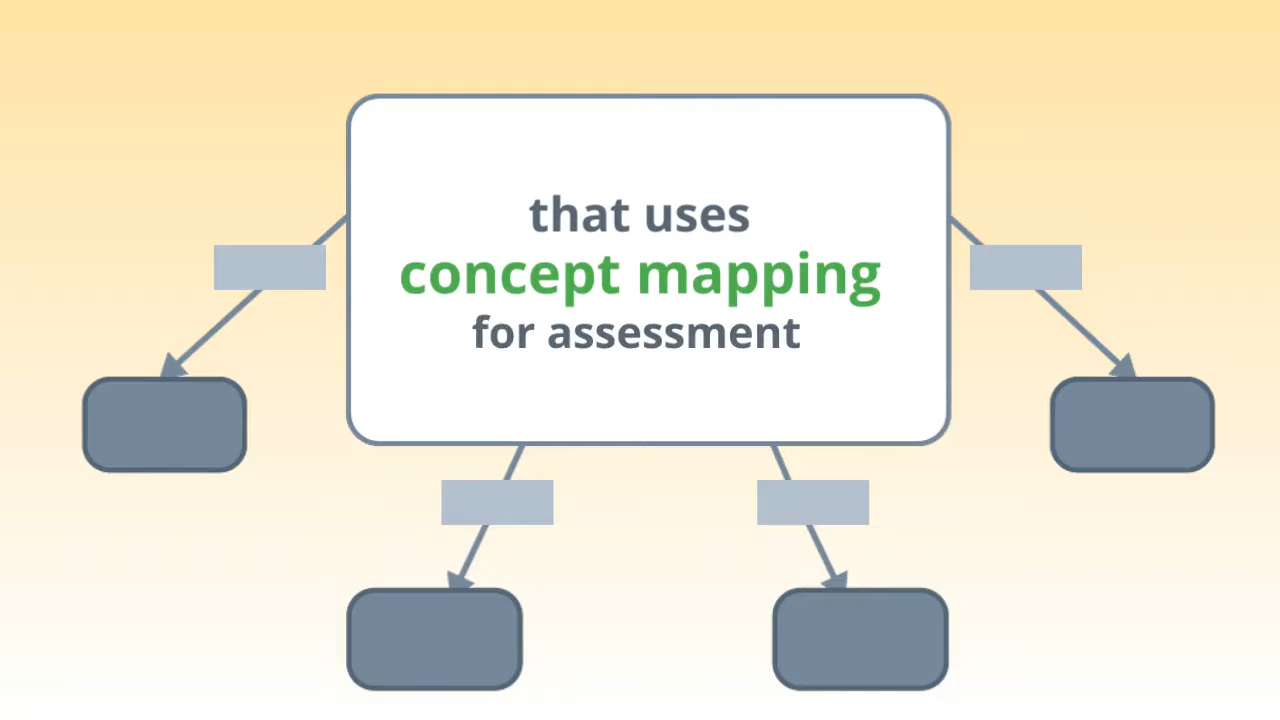 that uses
concept mapping
for assessment